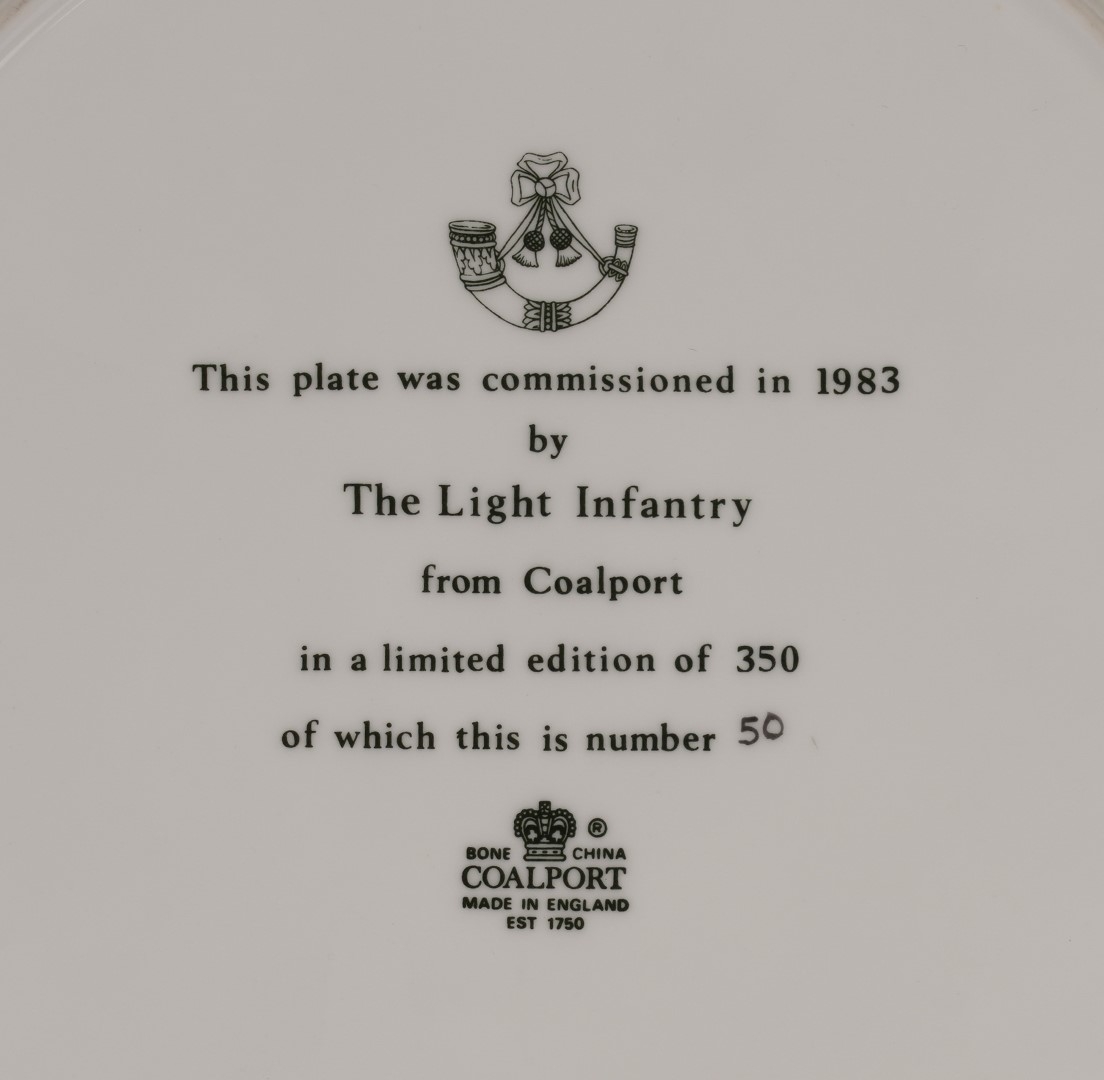 This plate was commissioned in 1983
by
The Light Infantry
from Coalport
in a limited edition of 350
of which this is number 50
®
BONE CHINA
COALPORT
MADE IN ENGLAND
EST 1750